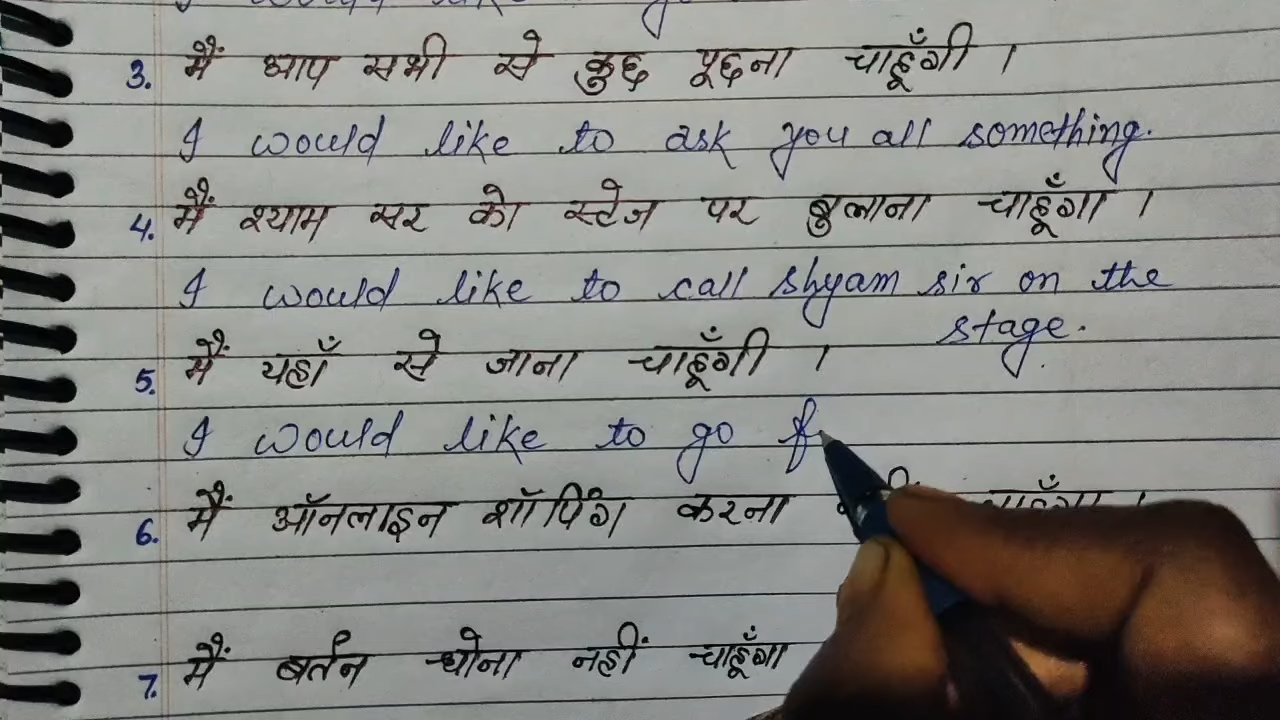 3. मैं आप सभी से कुछ पूछना चाहूँगी ।
I would like to ask you all something.
4. मैं श्याम सर को स्टेज पर बुलाना चाहूँगा ।
I would like to call shyam sir on the
stage.
5. मैं यहाँ से जाना चाहूँगी ।
I would like to go f
6. मैं ऑनलाइन शॉपिंग करना चाहूँगा ।
7. मैं बर्तन धोना नहीं चाहूँगा